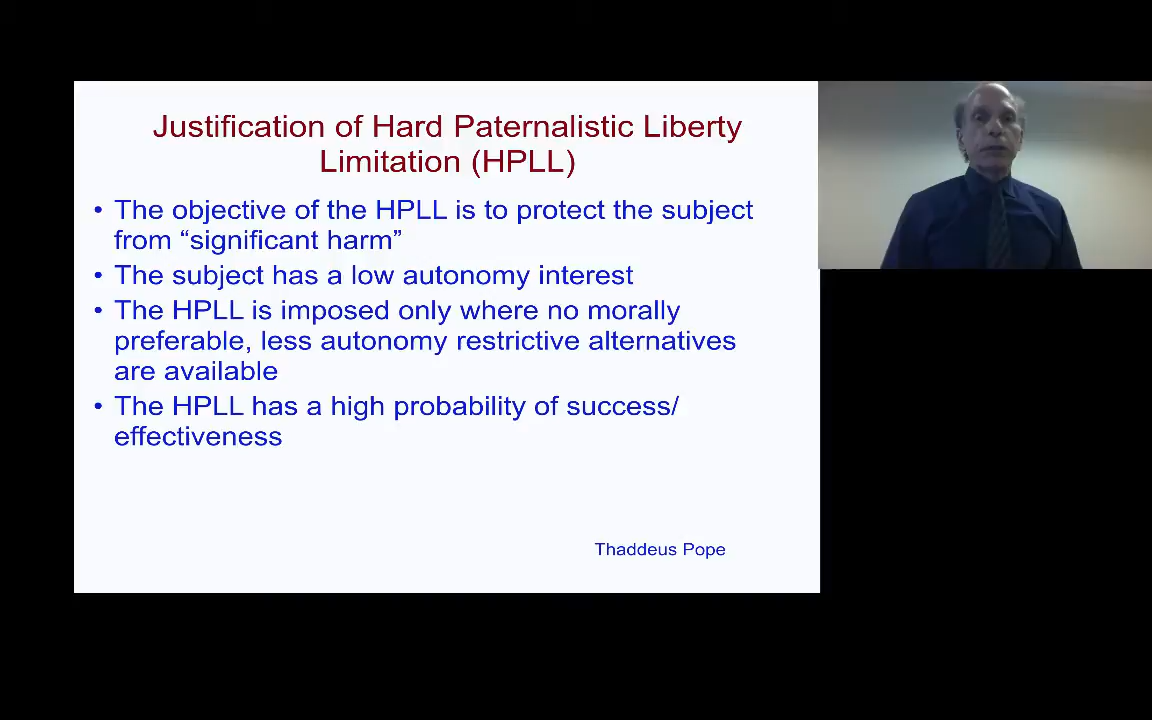 Justification of Hard Paternalistic Liberty
Limitation (HPLL)
• The objective of the HPLL is to protect the subject
from “significant harm”
• The subject has a low autonomy interest
• The HPLL is imposed only where no morally
preferable, less autonomy restrictive alternatives
are available
• The HPLL has a high probability of success/
effectiveness
Thaddeus Pope